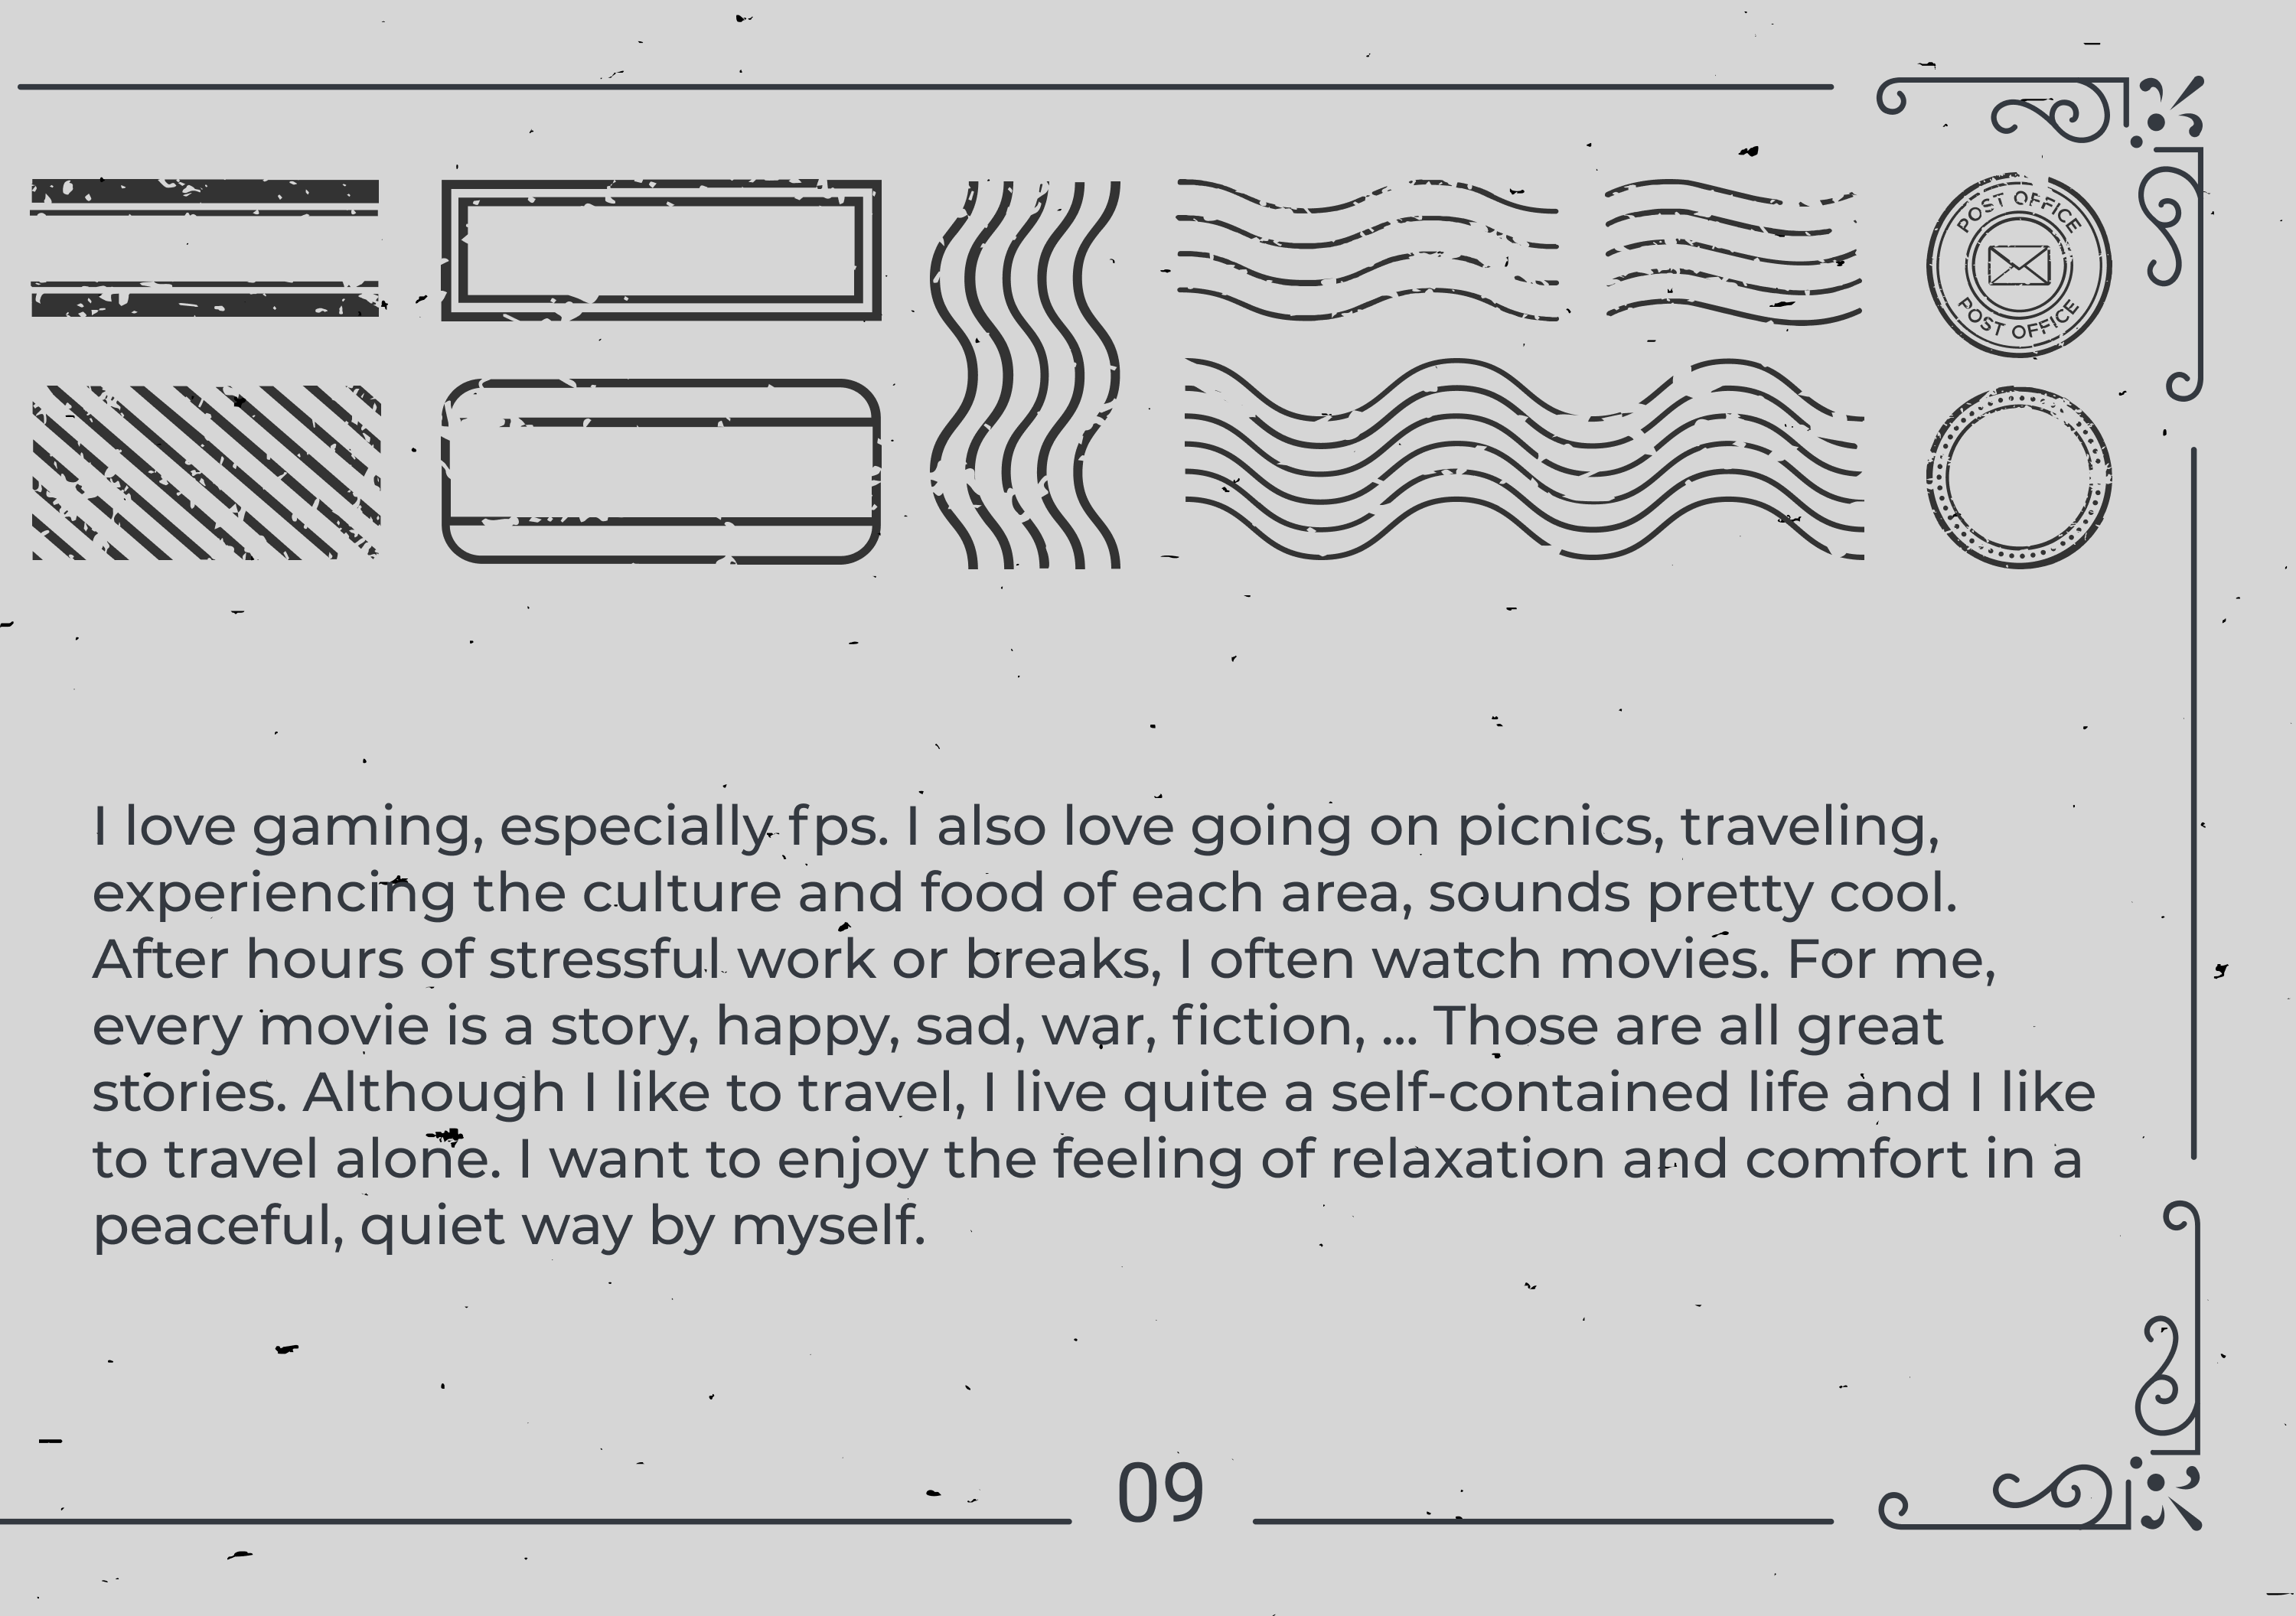 POST OFFICE
POST OFFICE
I love gaming, especially fps. I also love going on picnics, traveling,
experiencing the culture and food of each area, sounds pretty cool.
After hours of stressful work or breaks, I often watch movies. For me,
every movie is a story, happy, sad, war, fiction, ... Those are all great
stories. Although I like to travel, I live quite a self-contained life and I like
to travel alone. I want to enjoy the feeling of relaxation and comfort in a
peaceful, quiet way by myself.
09